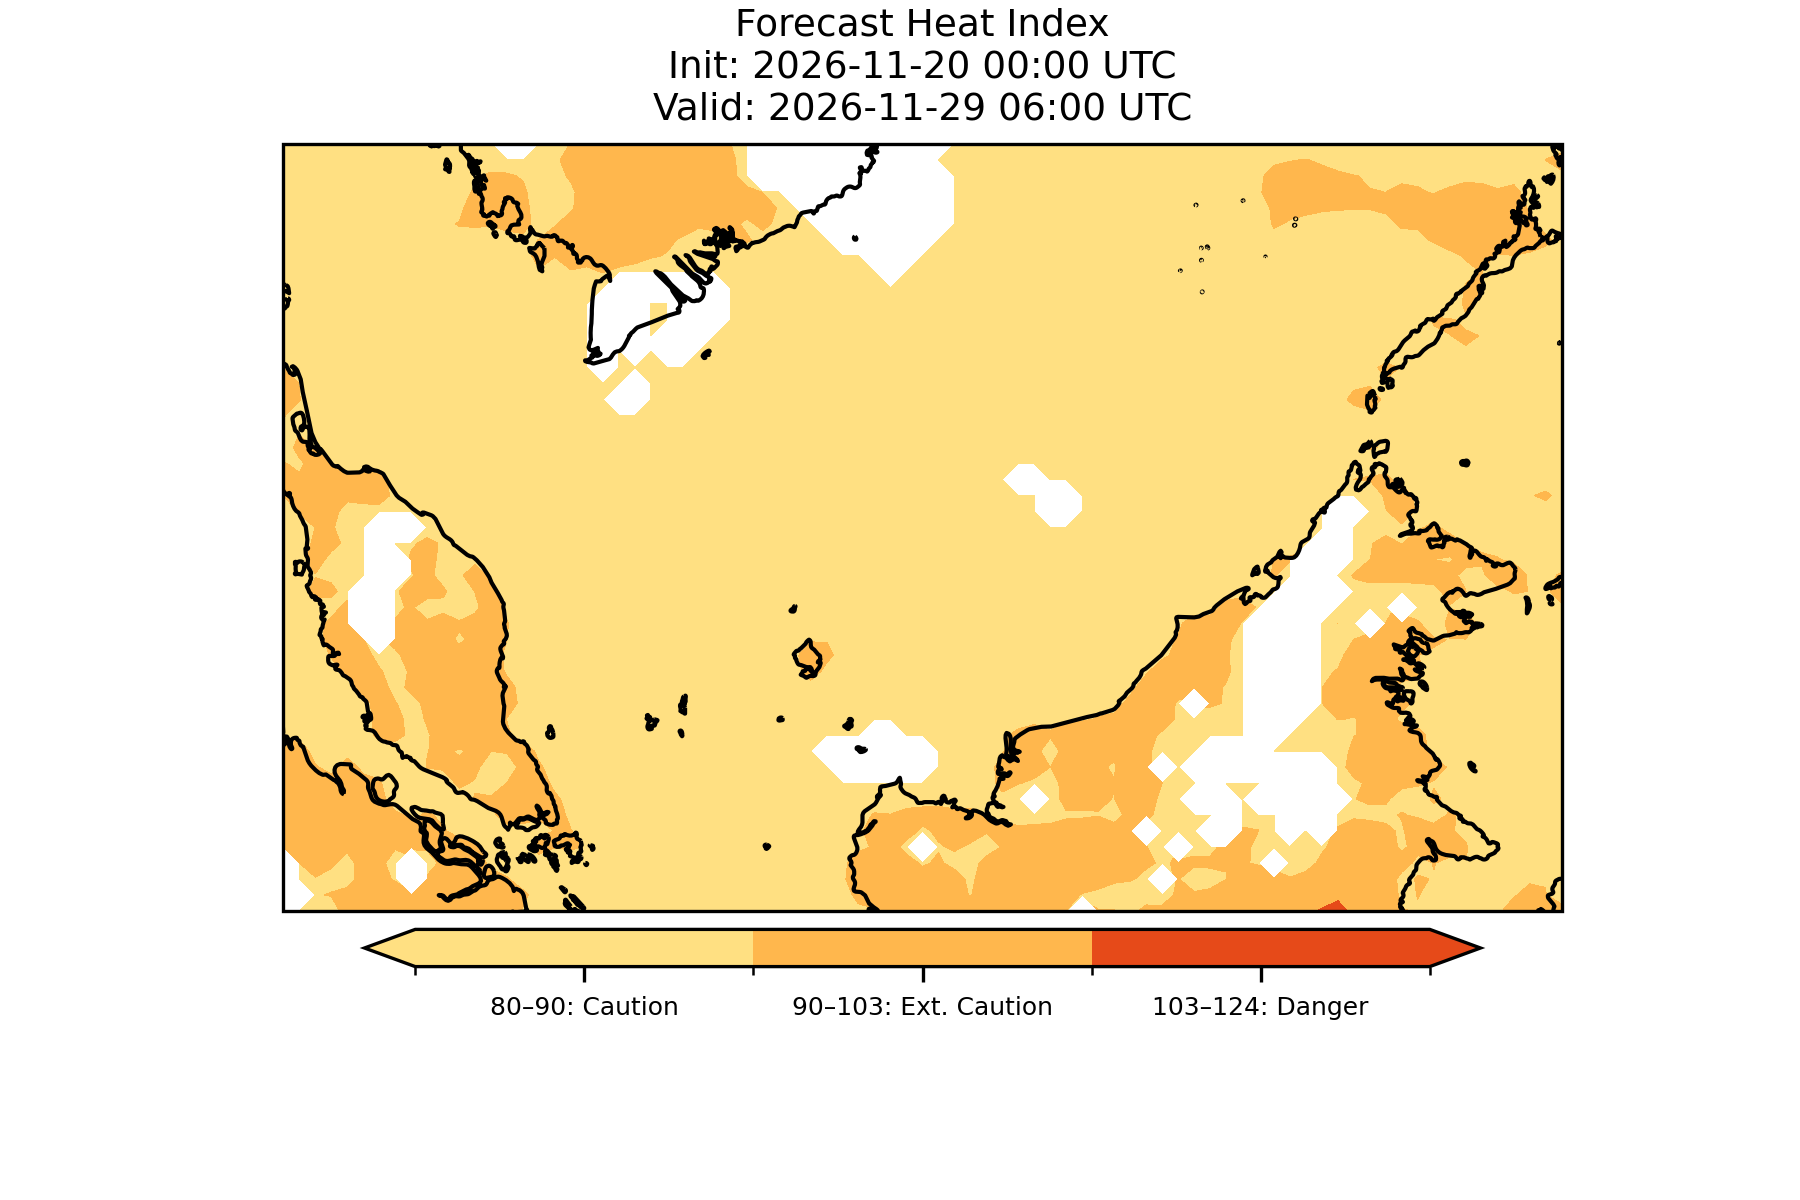 Forecast Heat Index
Init: 2026-11-20 00:00 UTC
Valid: 2026-11-29 06:00 UTC
80–90: Caution
90–103: Ext. Caution
103–124: Danger